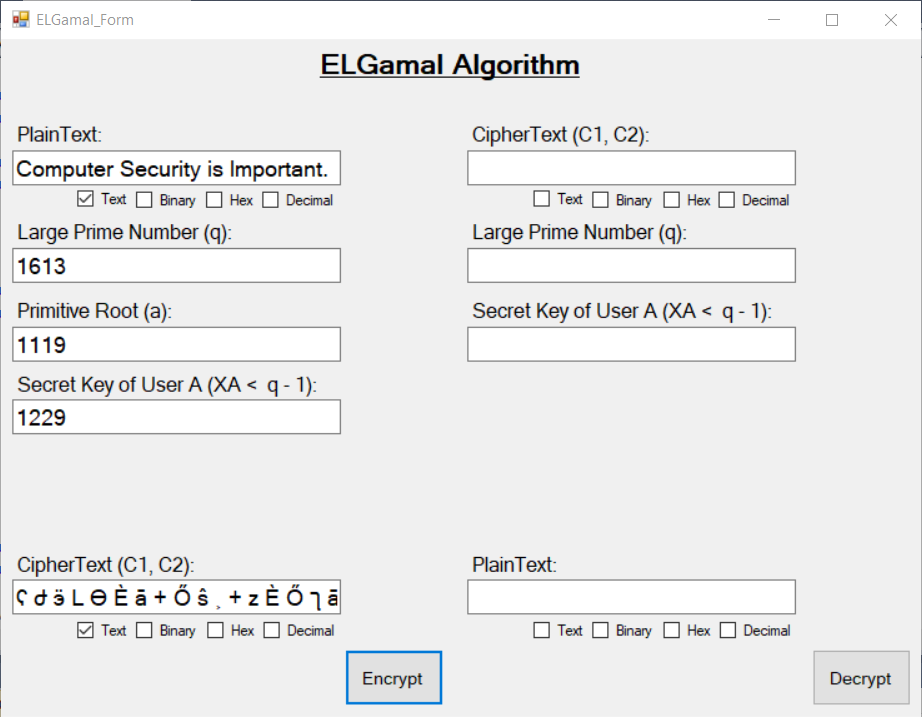 ELGamal_Form
ELGamal Algorithm
PlainText:
Computer Security is Important.
Text Binary Hex Decimal
Large Prime Number (q):
1613
Primitive Root (a):
1119
Secret Key of User A (XA < q - 1):
1229
CipherText (C1, C2):
Text Binary Hex Decimal
Encrypt
CipherText (C1, C2):
Text Binary Hex Decimal
Large Prime Number (q):
Secret Key of User A (XA < q - 1):
PlainText:
Text Binary Hex Decimal
Decrypt